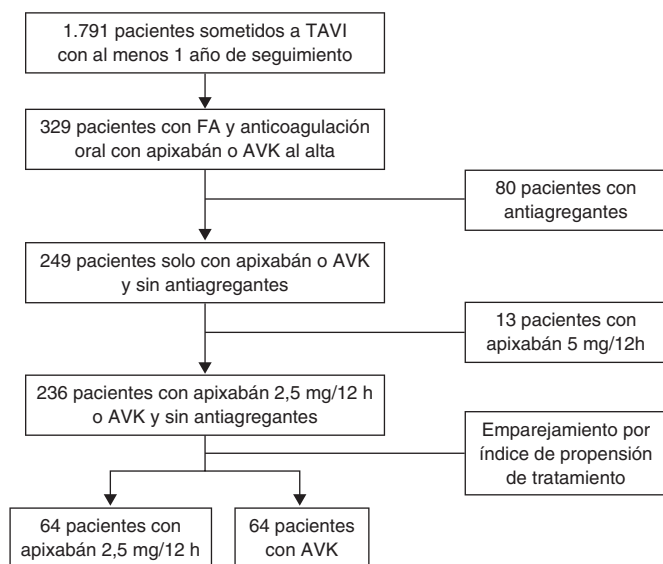 1.791 pacientes sometidos a TAVI
con al menos 1 año de seguimiento
329 pacientes con FA y anticoagulación
oral con apixabán o AVK al alta
80 pacientes con
antiagregantes
249 pacientes solo con apixabán o AVK
y sin antiagregantes
13 pacientes con
apixabán 5 mg/12h
236 pacientes con apixabán 2,5 mg/12 h
o AVK y sin antiagregantes
Emparejamiento por
índice de propensión
de tratamiento
64 pacientes con
apixabán 2,5 mg/12 h
64 pacientes
con AVK